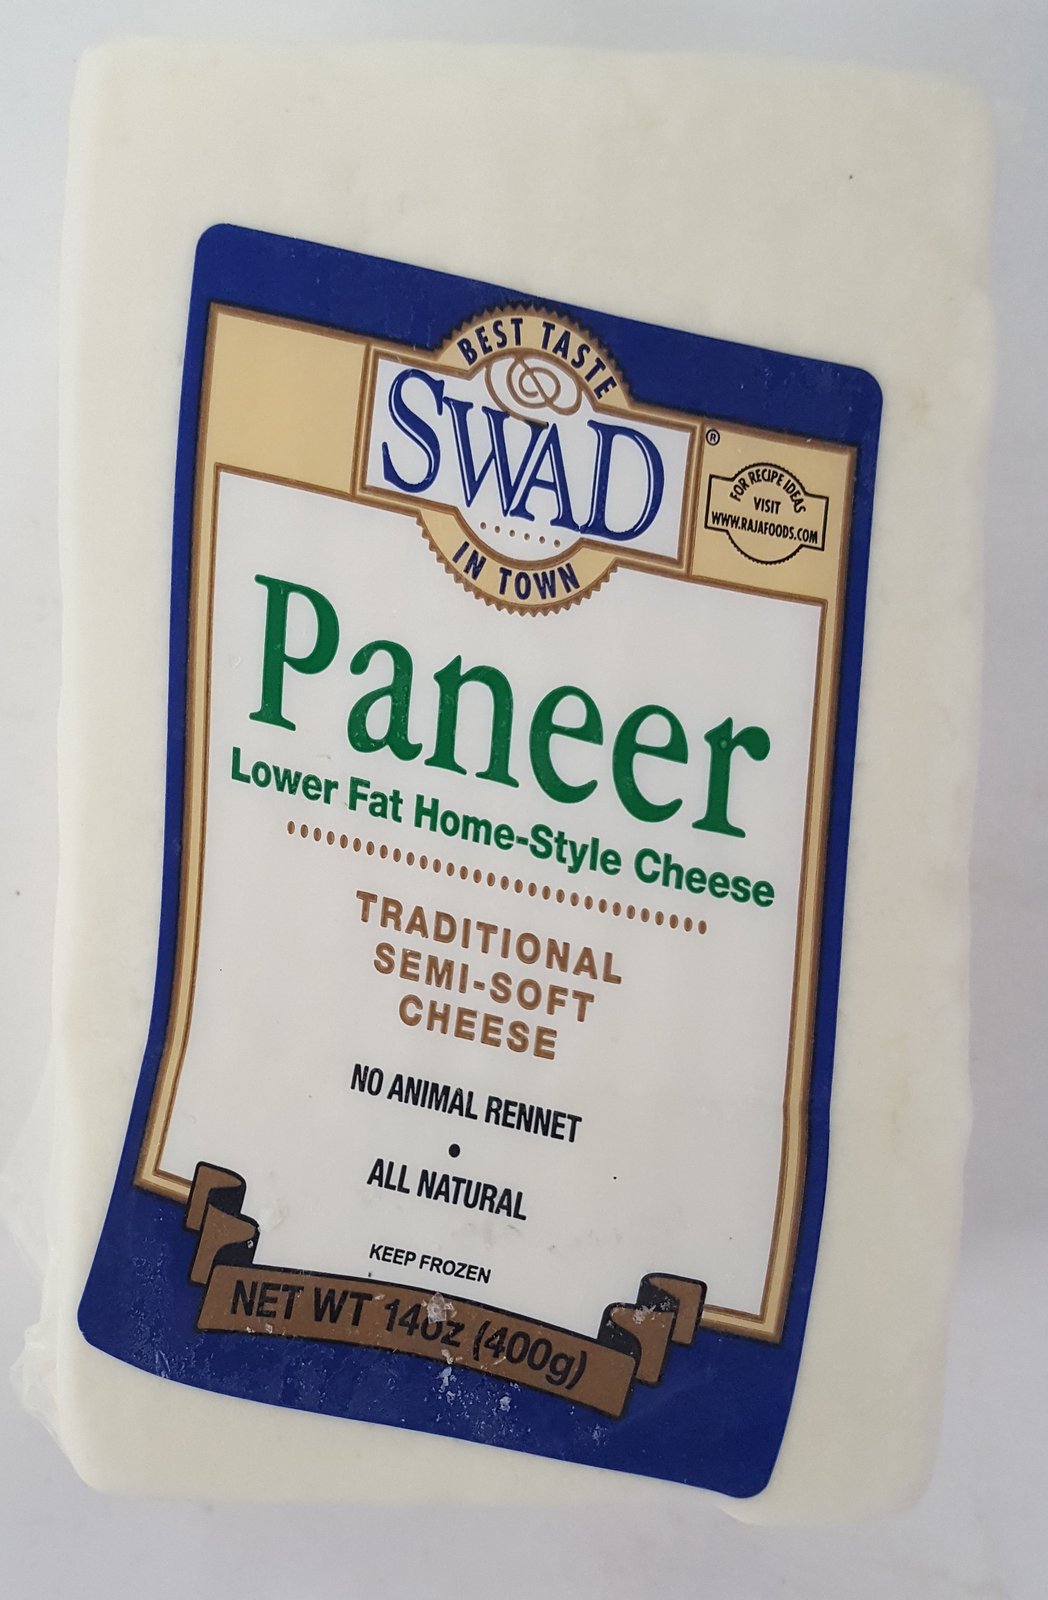 BEST TASTE
SWAD
®
IN TOWN
FOR RECIPE IDEAS
VISIT
WWW.RAJAFOODS.COM
Paneer
Lower Fat Home-Style Cheese
TRADITIONAL
SEMI-SOFT
CHEESE
NO ANIMAL RENNET
•
ALL NATURAL
KEEP FROZEN
NET WT 14oz (400g)